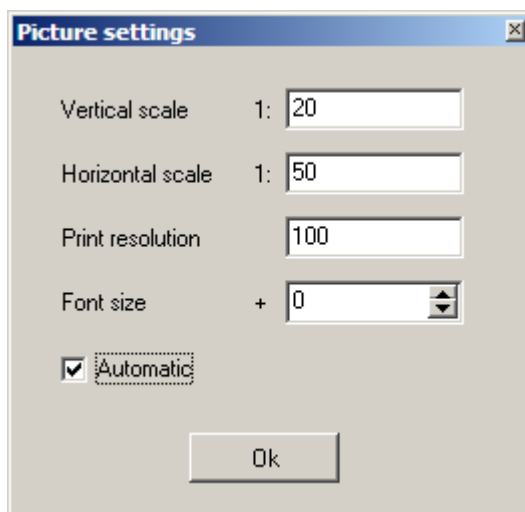 Picture settings
Vertical scale 1: 20
Horizontal scale 1: 50
Print resolution 100
Font size + 0
Automatic
Ok